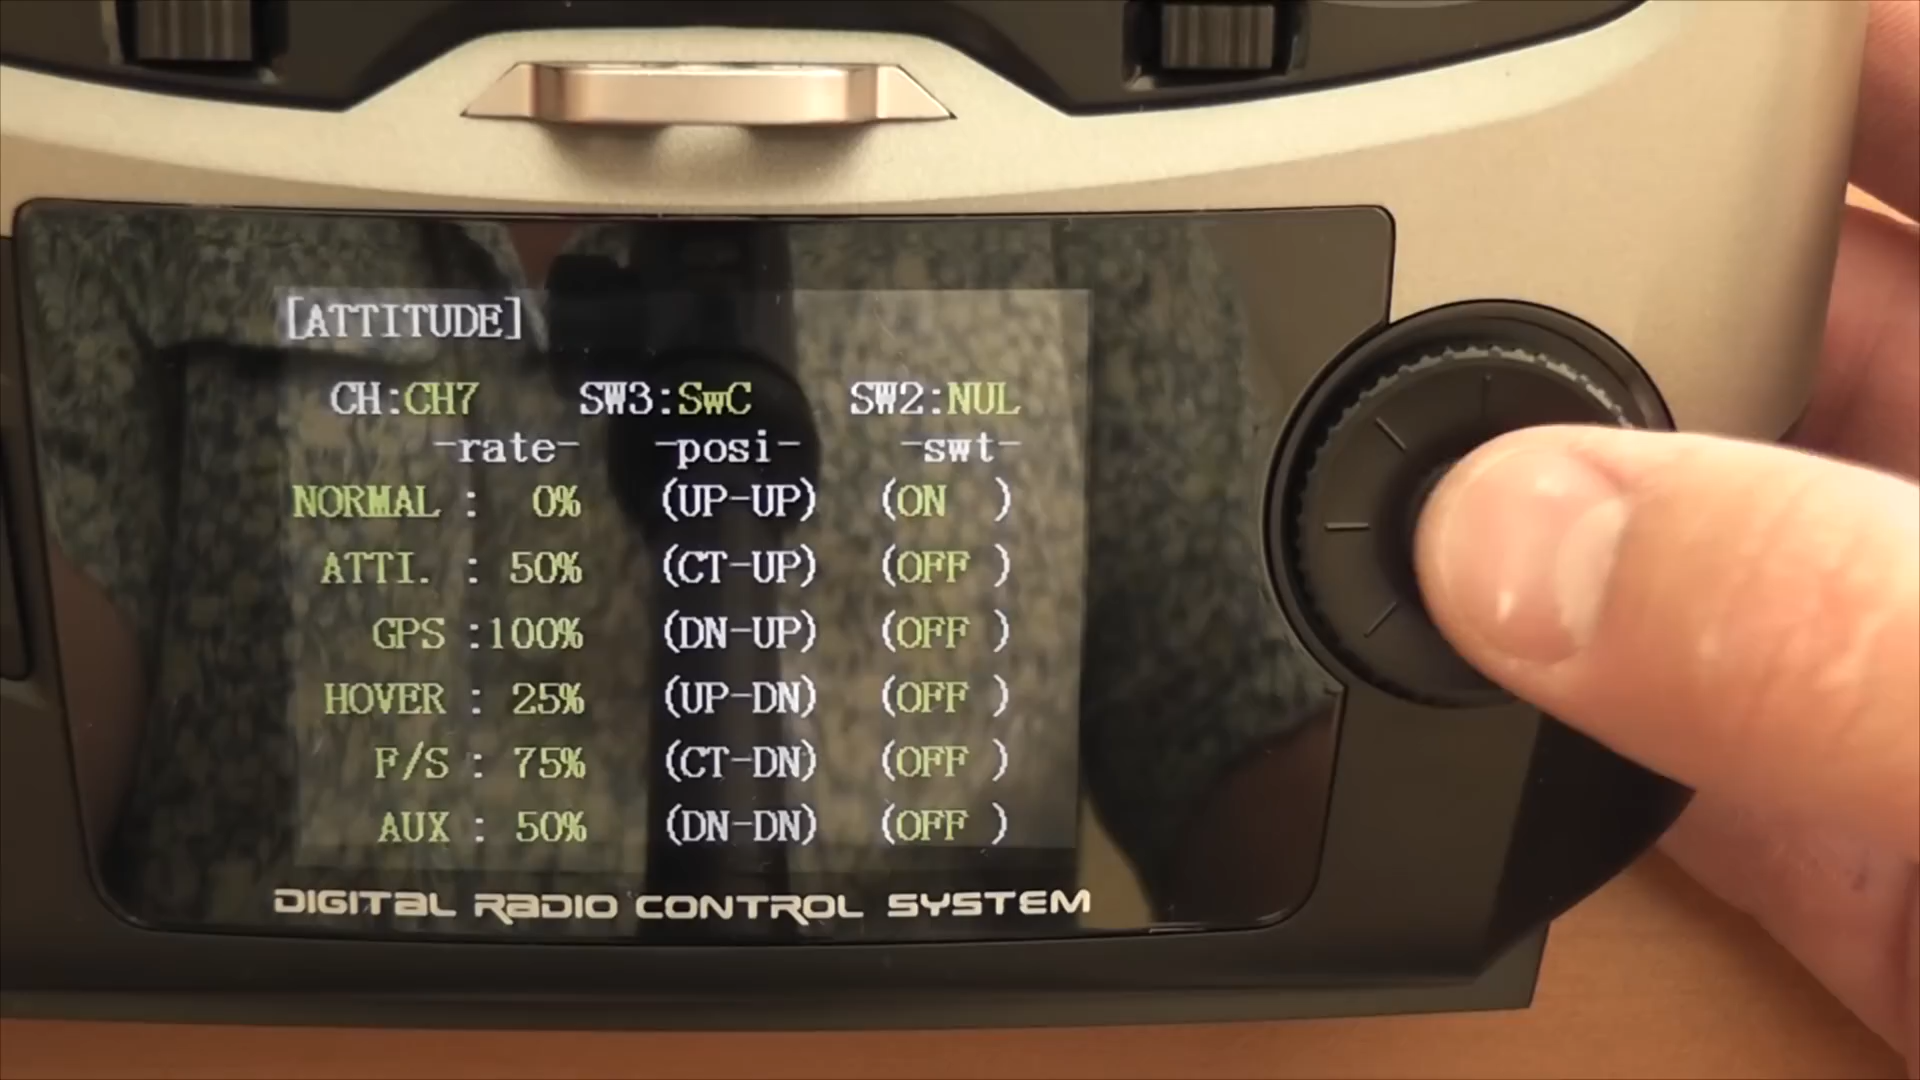 [ATTITUDE]
CH:CH7 SW3:SwC SW2:NUL
-rate- -posi- -swt-
NORMAL : 0% (UP-UP) (ON )
ATTI. : 50% (CT-UP) (OFF )
GPS :100% (DN-UP) (OFF )
HOVER : 25% (UP-DN) (OFF )
F/S : 75% (CT-DN) (OFF )
AUX : 50% (DN-DN) (OFF )
DIGITAL RADIO CONTROL SYSTEM